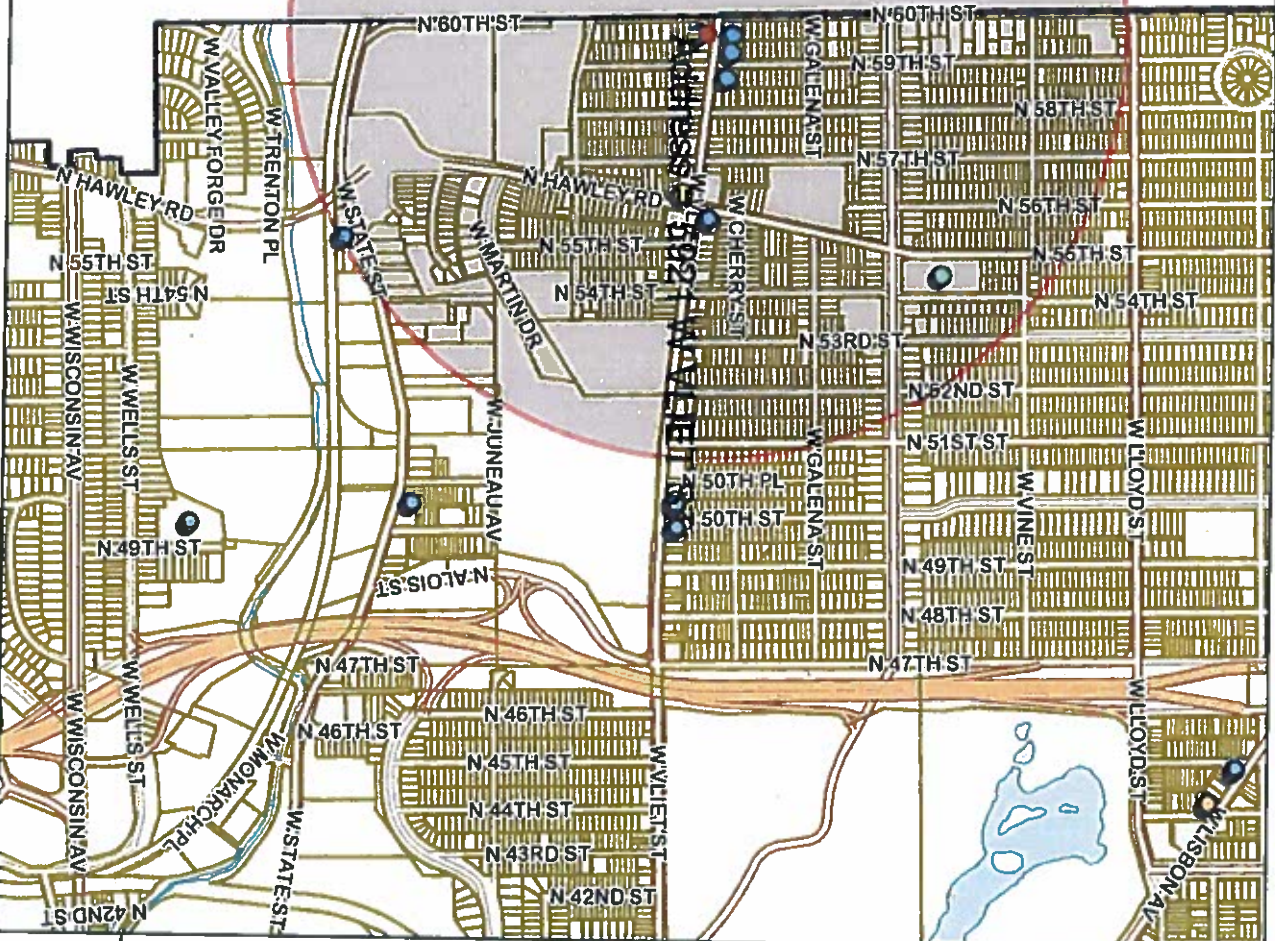 N 60TH ST
N 60TH ST
W VALLEY FORGE DR
W TRENTON PL
W GALENA ST
N 59TH ST
N 58TH ST
N 57TH ST
N HAWLEY RD
N HAWLEY RD
W STATE ST
W MARTIN DR
W CHERRY ST
N 56TH ST
N 55TH ST
N 55TH ST
N 55TH ST
N 54TH ST
N 54TH ST
N 54TH ST
N 53RD ST
W WISCONSIN AV
W WELLS ST
N 52ND ST
W JUNEAU AV
N 51ST ST
W LLOYD ST
W GALENA ST
N 50TH PL
50TH ST
W VINE ST
N 49TH ST
N 49TH ST
N ALOIS ST
N 48TH ST
N 47TH ST
N 47TH ST
W WELLS ST
W WISCONSIN AV
N 46TH ST
N 46TH ST
W LLOYD ST
W MONARCH PL
N 45TH ST
W VLIET ST
N 44TH ST
W STATE ST
N 43RD ST
W LISBON AV
N 42ND ST
N 42ND ST